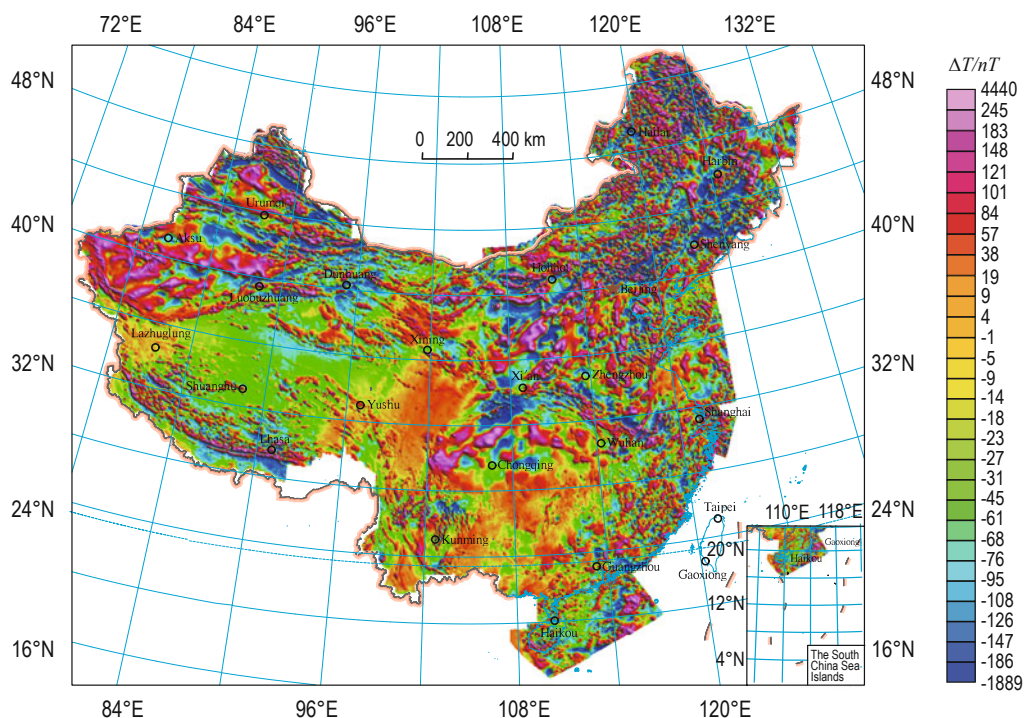 72°E 84°E 96°E 108°E 120°E 132°E
48°N
40°N
32°N
24°N
16°N
48°N
40°N
32°N
24°N
20°N
16°N
12°N
4°N
84°E 96°E 108°E 120°E
0 200 400 km
Hailar
Harbin
Urumqi
Aksu
Shenyang
Dunhuang
Hohhot
Luobuzhuang
Beijing
Lazhuglung
Xining
Xi'an
Zhengzhou
Shuanghu
Yushu
Shanghai
Lhasa
Wuhan
Chongqing
Kunming
Taipei
Guangzhou
Gaoxiong
Haikou
110°E 118°E
Gaoxiong
Haikou
The South
China Sea
Islands
ΔT/nT
4440
245
183
148
121
101
84
57
38
19
9
4
-1
-5
-9
-14
-18
-23
-27
-31
-45
-61
-68
-76
-95
-108
-126
-147
-186
-1889